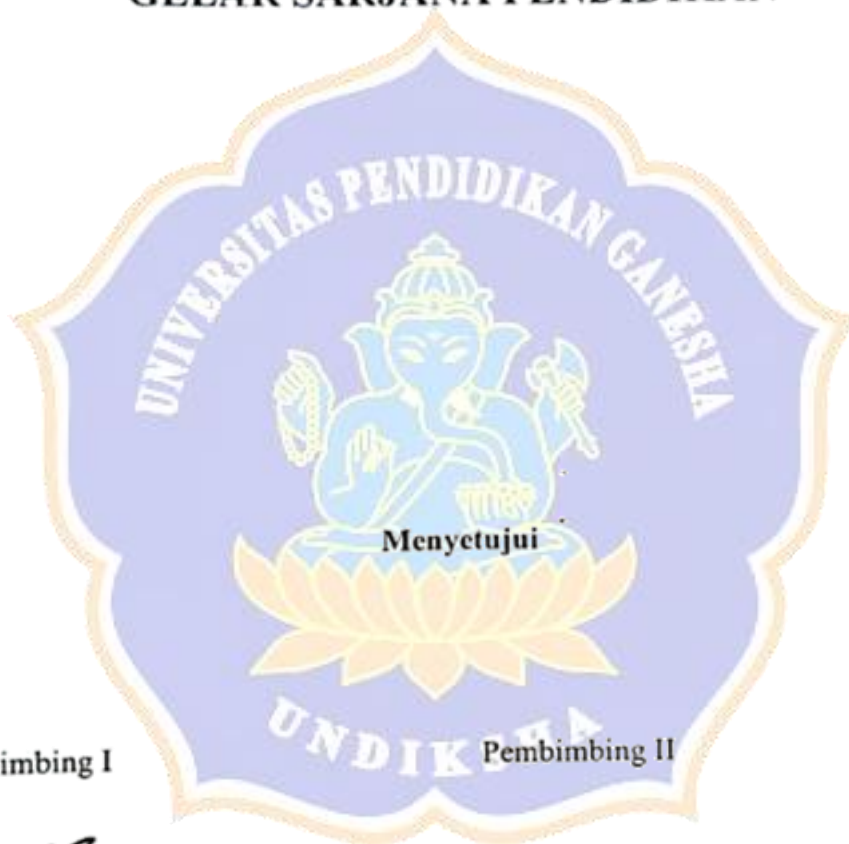 GELAR SARJANA PENDIDIKAN
UNIVERSITAS PENDIDIKAN GANESHA
Menyetujui
UNDIKSHA
imbing I
Pembimbing II